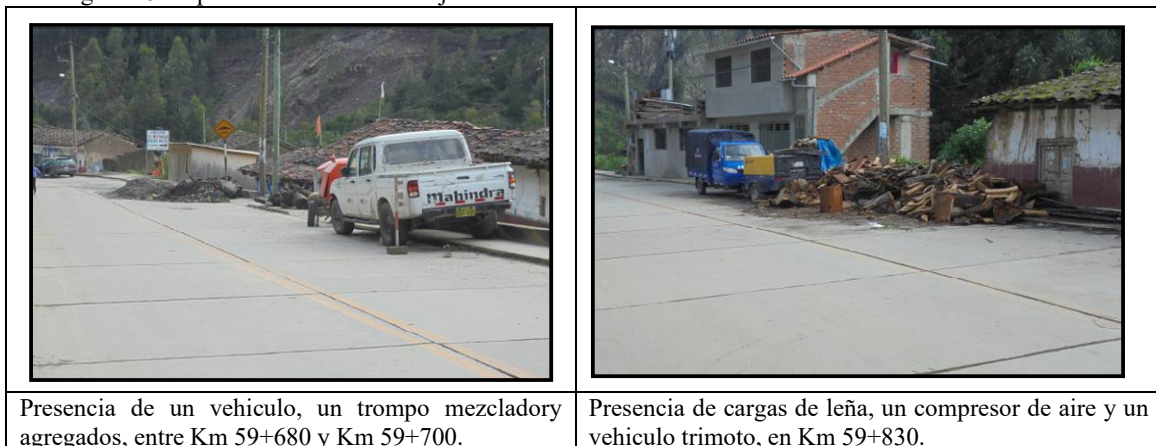 Mahindra
Presencia de un vehiculo, un trompo mezcladory
agregados, entre Km 59+680 y Km 59+700.
Presencia de cargas de leña, un compresor de aire y un
vehiculo trimoto, en Km 59+830.